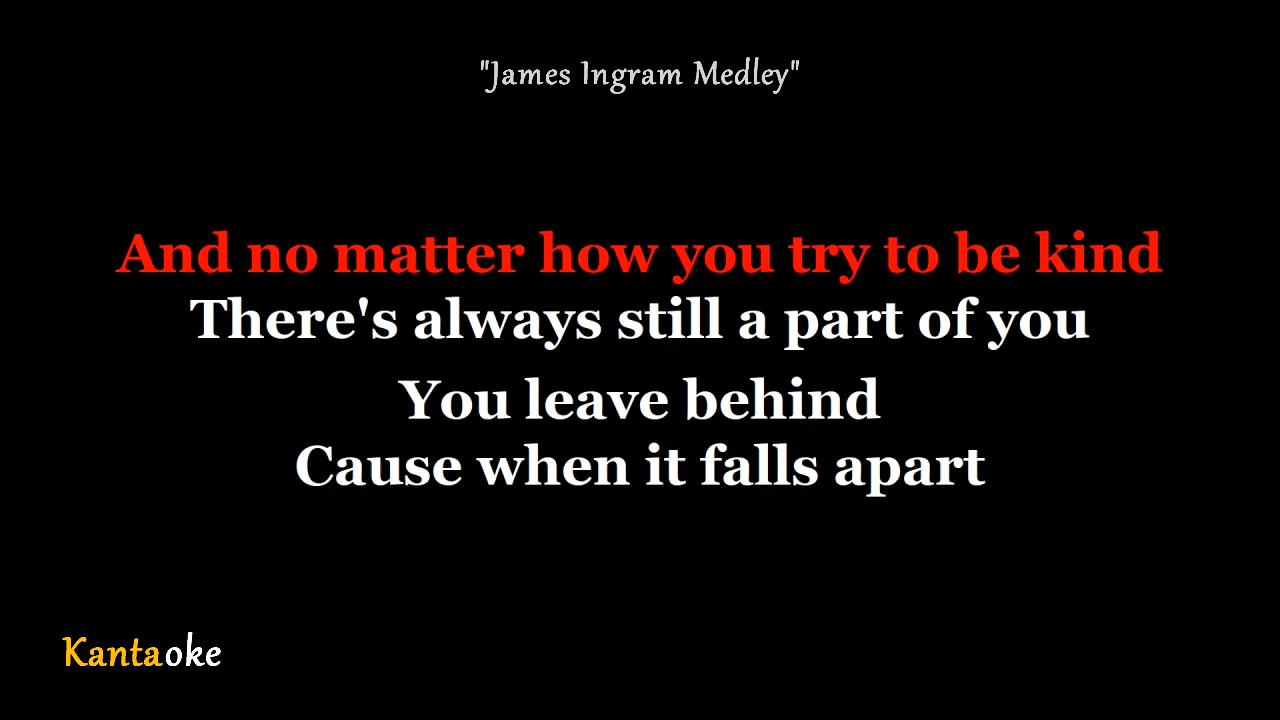 "James Ingram Medley"
And no matter how you try to be kind
There's always still a part of you
You leave behind
Cause when it falls apart
Kantaoke